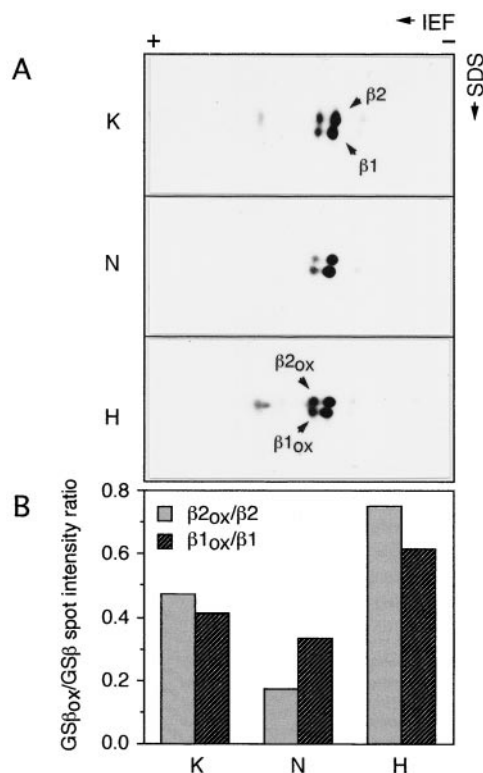 IEF
+ −
A
SDS
K
β2
β1
N
H
β2ox
β1ox
B
GSβox/GSβ spot intensity ratio
0.8
0.6
0.4
0.2
0.0
β2ox/β2
β1ox/β1
K N H